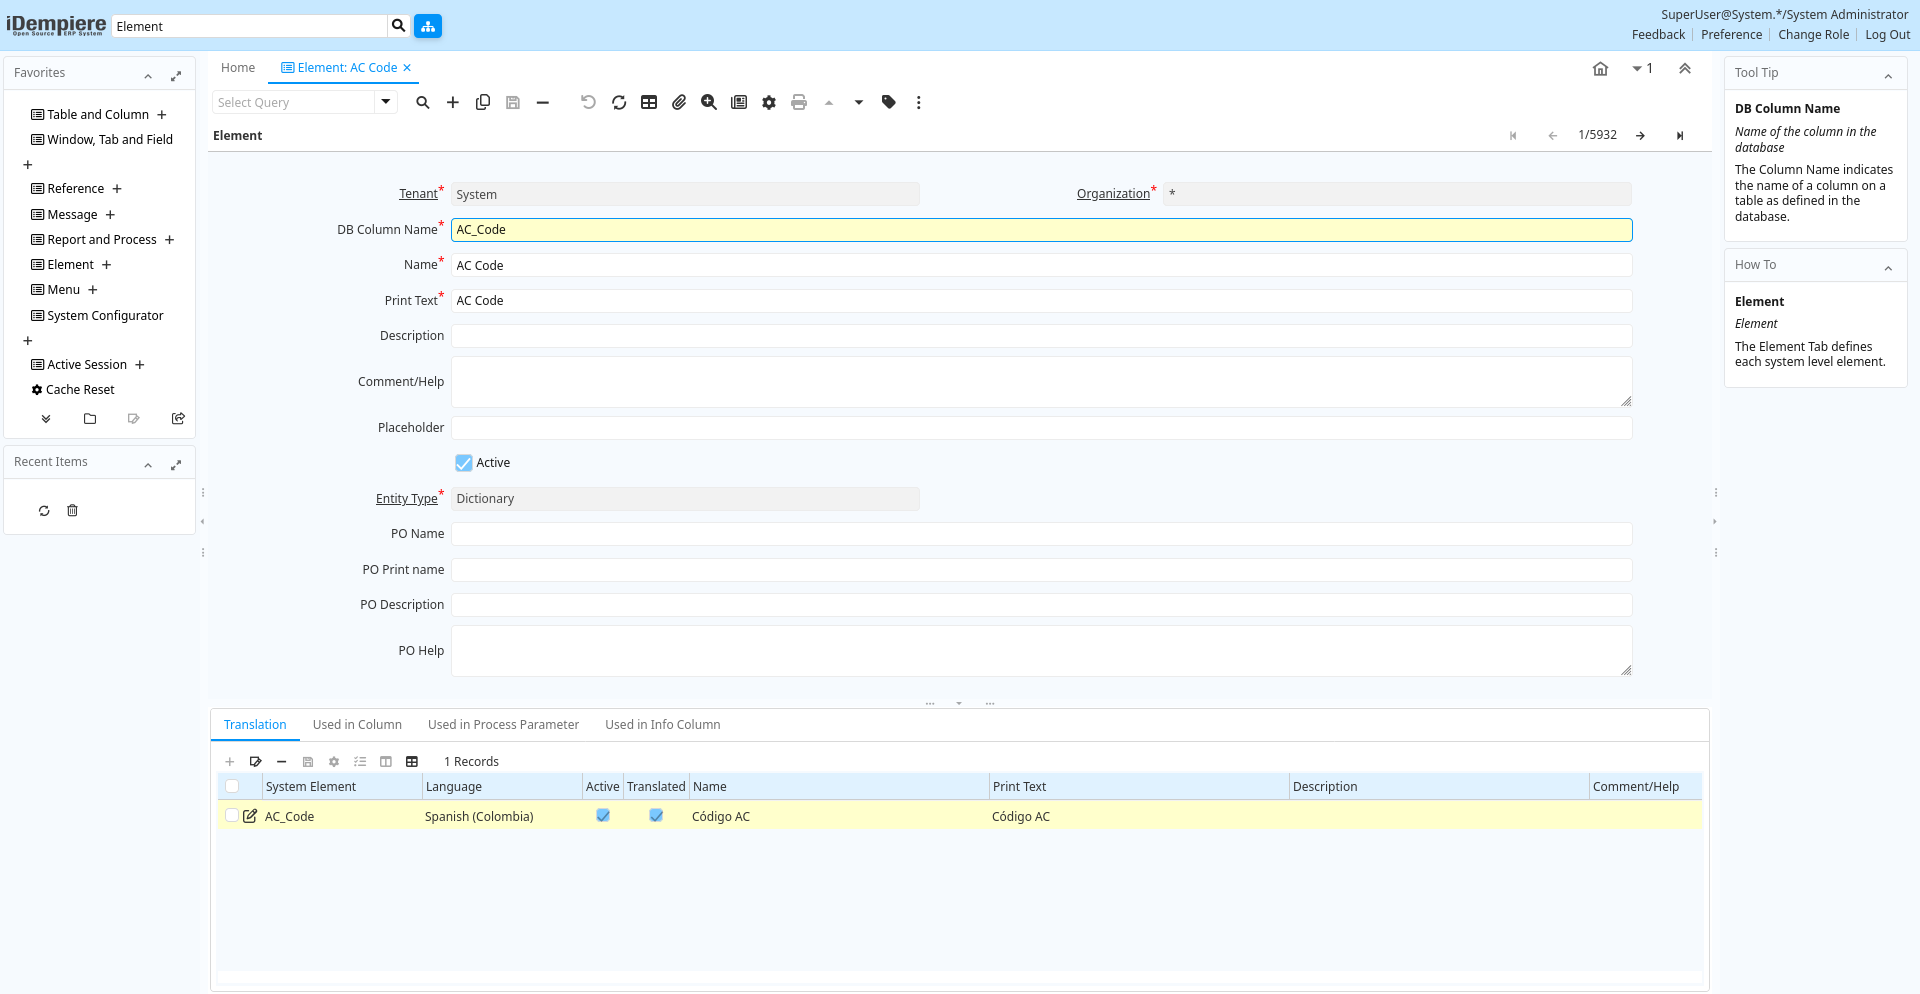 iDempiere
Open Source ERP System
Element
SuperUser@System.*/System Administrator
Feedback
Preference
Change Role
Log Out
Favorites
Table and Column
Window, Tab and Field
Reference
Message
Report and Process
Element
Menu
System Configurator
Active Session
Cache Reset
Recent Items
Home
Element: AC Code
1
Select Query
Element
1/5932
Tenant*
System
Organization*
*
DB Column Name*
AC_Code
Name*
AC Code
Print Text*
AC Code
Description
Comment/Help
Placeholder
Active
Entity Type*
Dictionary
PO Name
PO Print name
PO Description
PO Help
Translation
Used in Column
Used in Process Parameter
Used in Info Column
1 Records
System Element
Language
Active
Translated
Name
Print Text
Description
Comment/Help
AC_Code
Spanish (Colombia)
Código AC
Código AC
Tool Tip
DB Column Name
Name of the column in the
database
The Column Name indicates
the name of a column on a
table as defined in the
database.
How To
Element
Element
The Element Tab defines
each system level element.